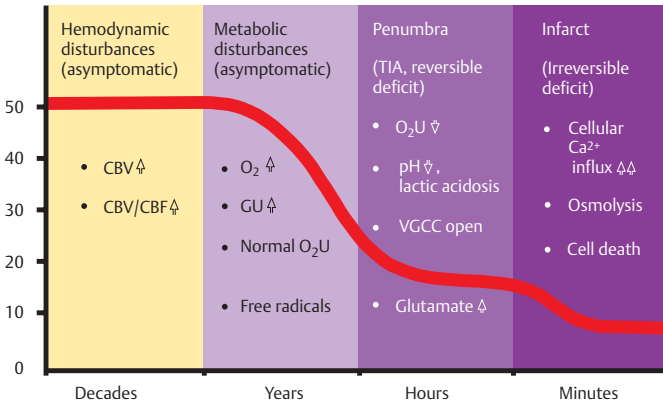 Hemodynamic
disturbances
(asymptomatic)
• CBV⇧
• CBV/CBF⇧
Metabolic
disturbances
(asymptomatic)
• O₂ ⇧
• GU⇧
• Normal O₂U
• Free radicals
Penumbra
(TIA, reversible
deficit)
• O₂U ⇩
• pH⇩,
lactic acidosis
• VGCC open
• Glutamate ⇧
Infarct
(Irreversible
deficit)
• Cellular
Ca²⁺
influx ⇧⇧
• Osmolysis
• Cell death
50
40
30
20
10
0
Decades
Years
Hours
Minutes